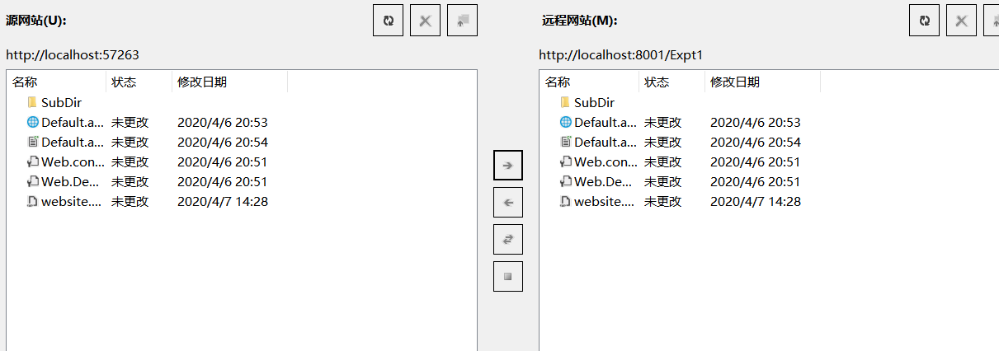 源网站(U):
http://localhost:57263
名称 状态 修改日期
SubDir
Default.a... 未更改 2020/4/6 20:53
Default.a... 未更改 2020/4/6 20:54
Web.con... 未更改 2020/4/6 20:51
Web.De... 未更改 2020/4/6 20:51
website.... 未更改 2020/4/7 14:28
远程网站(M):
http://localhost:8001/Expt1
名称 状态 修改日期
SubDir
Default.a... 未更改 2020/4/6 20:53
Default.a... 未更改 2020/4/6 20:54
Web.con... 未更改 2020/4/6 20:51
Web.De... 未更改 2020/4/6 20:51
website.... 未更改 2020/4/7 14:28